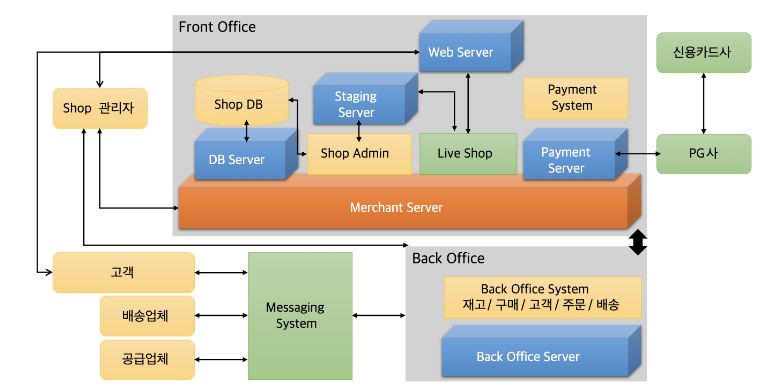 Front Office
Web Server
신용카드사
Shop 관리자
Shop DB
Staging
Server
Payment
System
DB Server
Shop Admin
Live Shop
Payment
Server
PG사
Merchant Server
Back Office
고객
배송업체
공급업체
Messaging
System
Back Office System
재고 / 구매 / 고객 / 주문 / 배송
Back Office Server